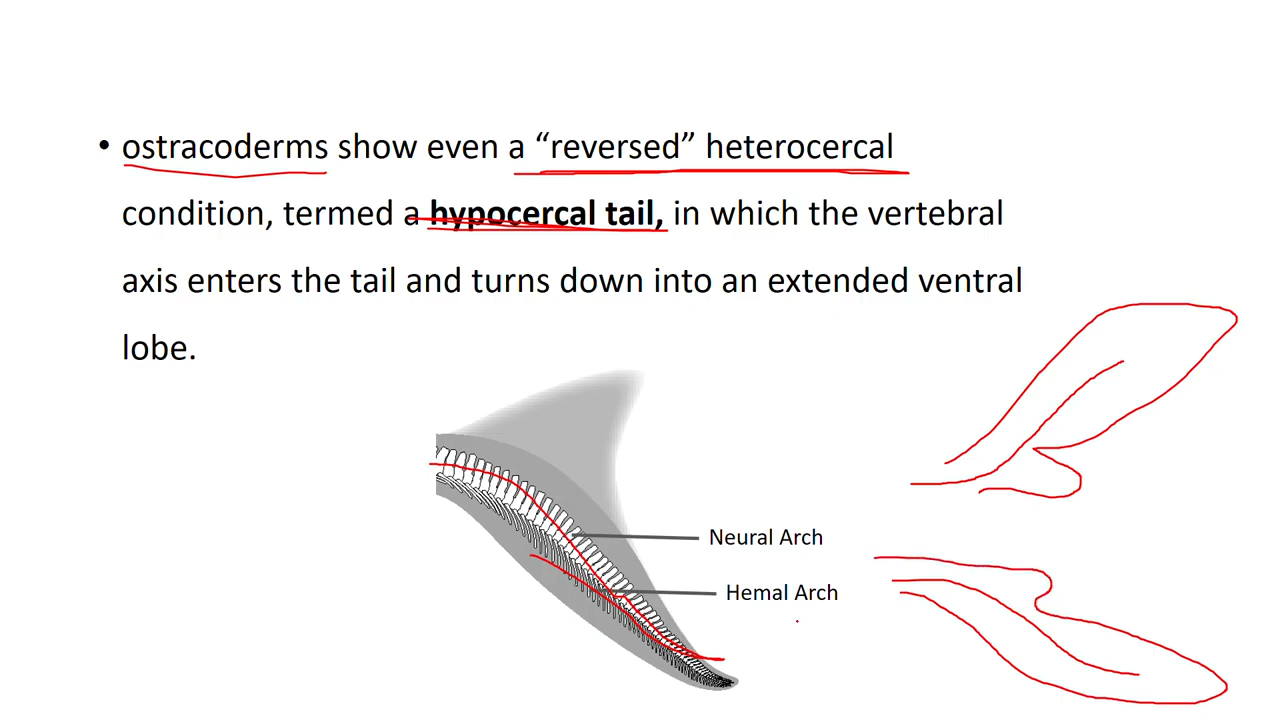 • ostracoderms show even a “reversed” heterocercal
condition, termed a hypocercal tail, in which the vertebral
axis enters the tail and turns down into an extended ventral
lobe.
Neural Arch
Hemal Arch